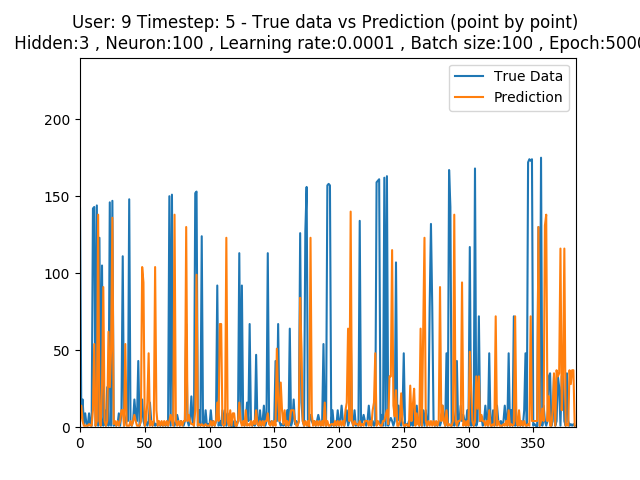 User: 9 Timestep: 5 - True data vs Prediction (point by point)
Hidden:3 , Neuron:100 , Learning rate:0.0001 , Batch size:100 , Epoch:5000
True Data
Prediction
200
150
100
50
0
0 50 100 150 200 250 300 350